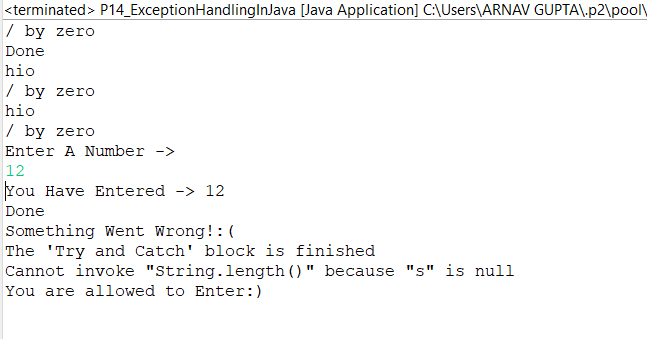 <terminated> P14_ExceptionHandlingInJava [Java Application] C:\Users\ARNAV GUPTA\.p2\pool\
/ by zero
Done
hio
/ by zero
hio
/ by zero
Enter A Number ->
12
You Have Entered -> 12
Done
Something Went Wrong!:(
The 'Try and Catch' block is finished
Cannot invoke "String.length()" because "s" is null
You are allowed to Enter:)